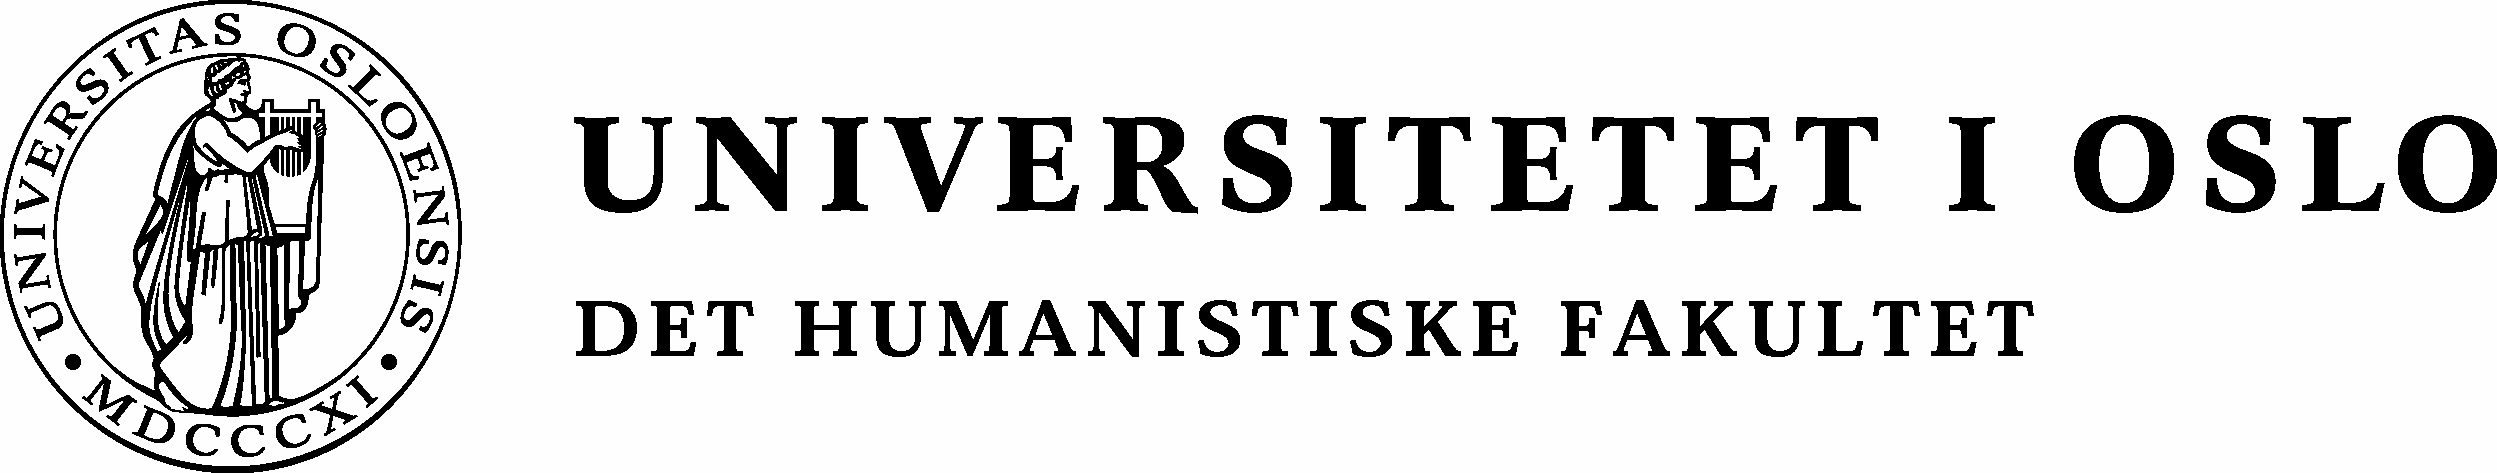 UNIVERSITAS OSLOENSIS
MDCCCXI
UNIVERSITETET I OSLO
DET HUMANISTISKE FAKULTET